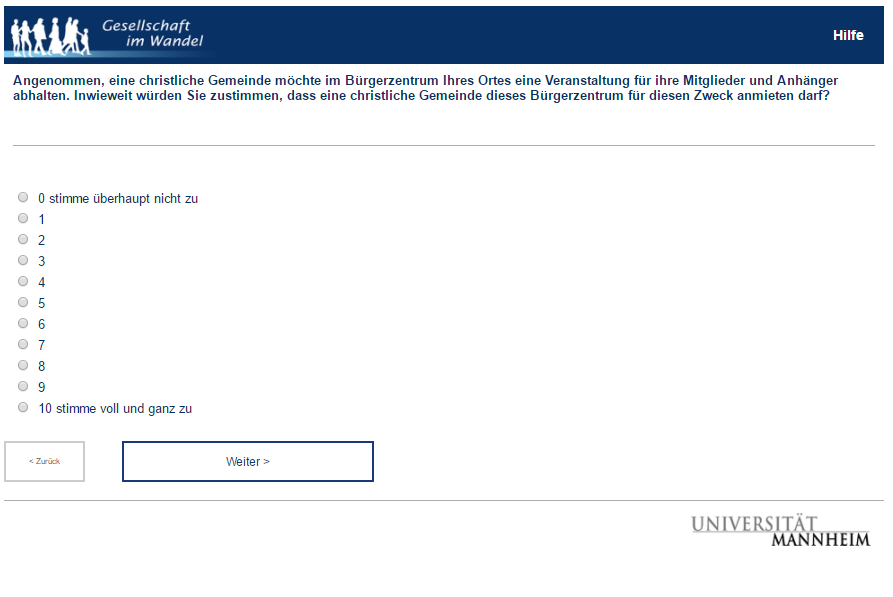 Gesellschaft
im Wandel
Hilfe
Angenommen, eine christliche Gemeinde möchte im Bürgerzentrum Ihres Ortes eine Veranstaltung für ihre Mitglieder und Anhänger
abhalten. Inwieweit würden Sie zustimmen, dass eine christliche Gemeinde dieses Bürgerzentrum für diesen Zweck anmieten darf?
0 stimme überhaupt nicht zu
1
2
3
4
5
6
7
8
9
10 stimme voll und ganz zu
< Zurück
Weiter >
UNIVERSITÄT
MANNHEIM